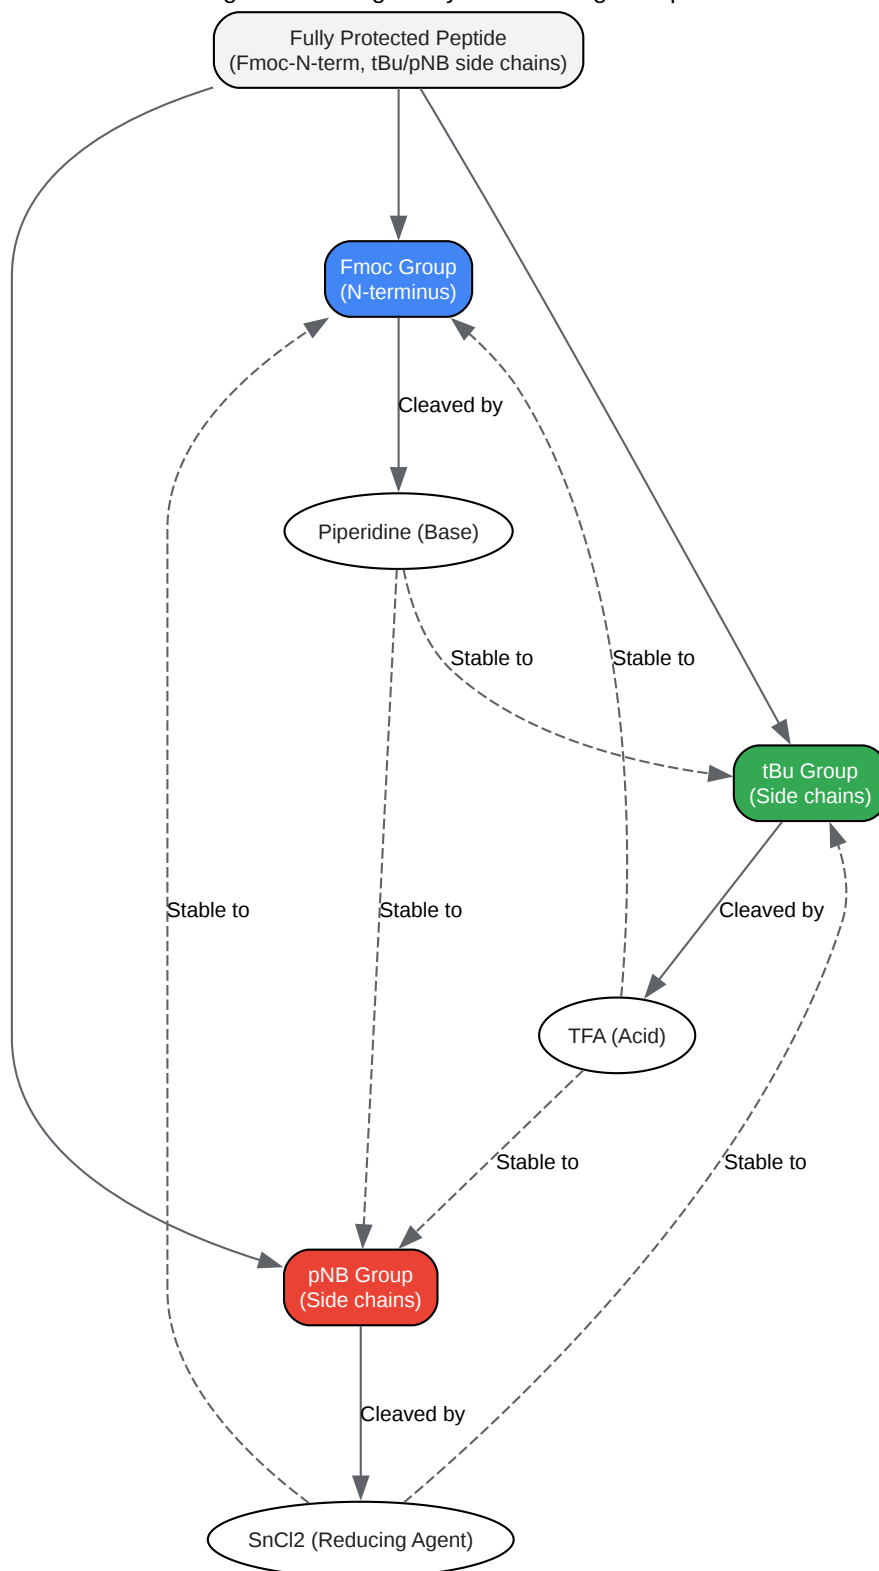 Fully Protected Peptide
(Fmoc-N-term, tBu/pNB side chains)
Fmoc Group
(N-terminus)
Cleaved by
Piperidine (Base)
Stable to
Stable to
tBu Group
(Side chains)
Stable to
Stable to
Cleaved by
TFA (Acid)
Stable to
Stable to
pNB Group
(Side chains)
Cleaved by
SnCl2 (Reducing Agent)